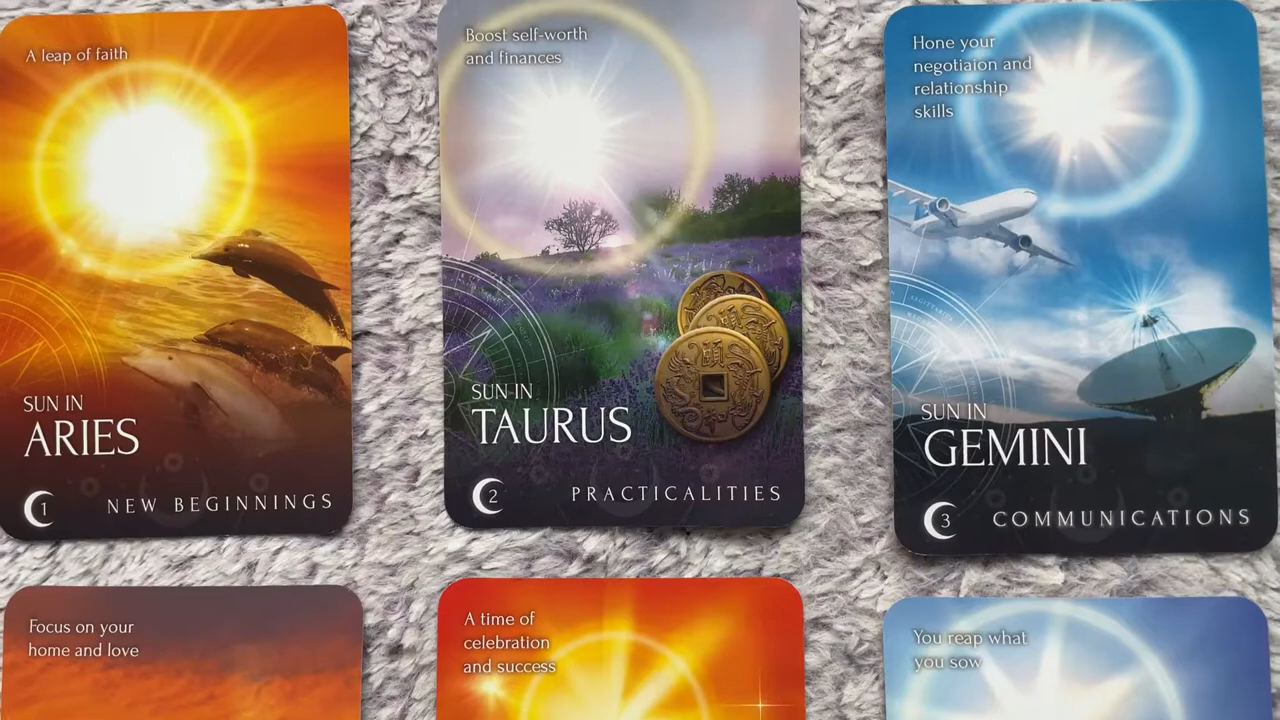 A leap of faith
SUN IN
ARIES
1
NEW BEGINNINGS
Boost self-worth
and finances
SUN IN
TAURUS
2
PRACTICALITIES
Hone your
negotiaion and
relationship
skills
SUN IN
GEMINI
3
COMMUNICATIONS
Focus on your
home and love
A time of
celebration
and success
You reap what
you sow